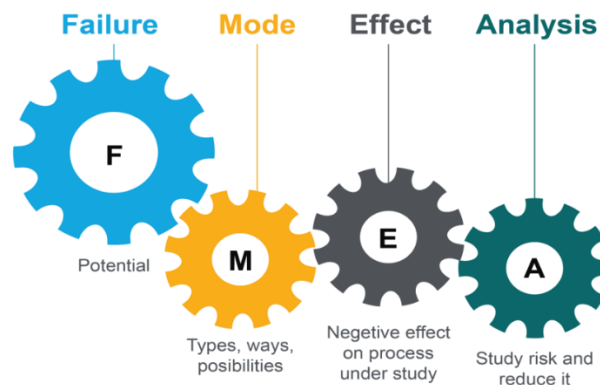 Failure
Mode
Effect
Analysis
F
M
E
A
Potential
Types, ways,
posibilities
Negetive effect
on process
under study
Study risk and
reduce it